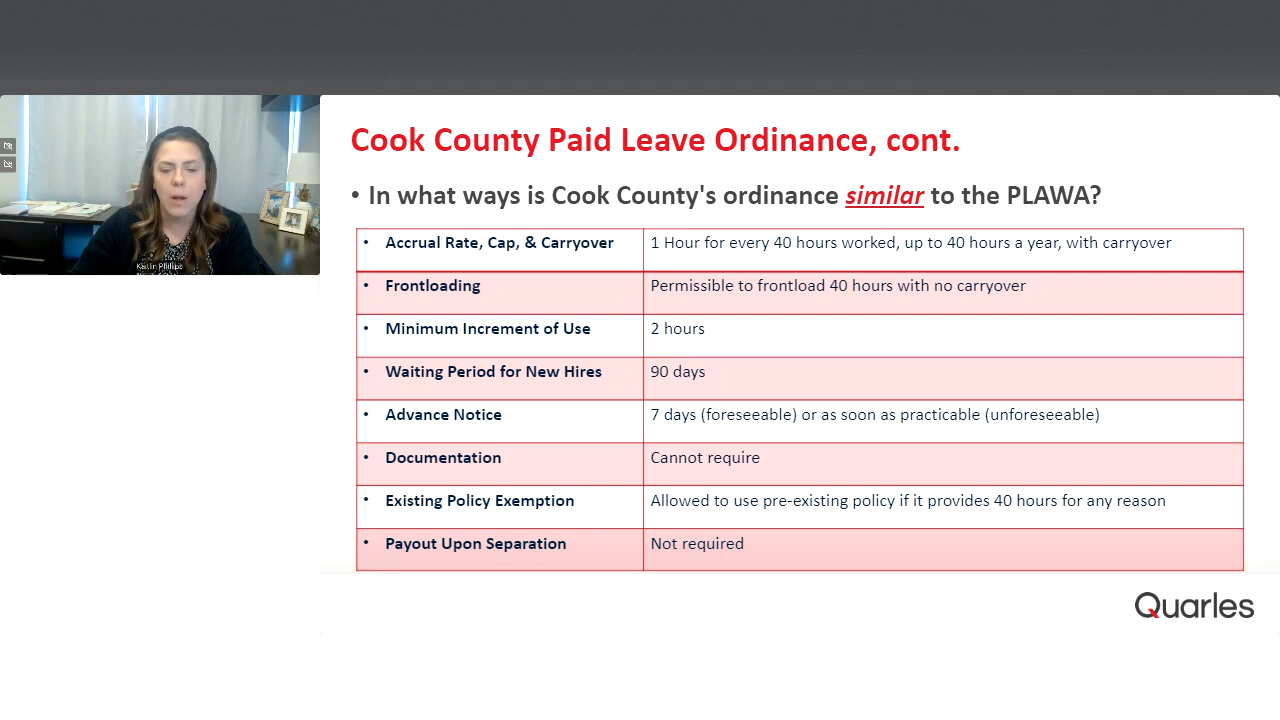 Cook County Paid Leave Ordinance, cont.
• In what ways is Cook County's ordinance similar to the PLAWA?
• Accrual Rate, Cap, & Carryover 1 Hour for every 40 hours worked, up to 40 hours a year, with carryover
• Frontloading Permissible to frontload 40 hours with no carryover
• Minimum Increment of Use 2 hours
• Waiting Period for New Hires 90 days
• Advance Notice 7 days (foreseeable) or as soon as practicable (unforeseeable)
• Documentation Cannot require
• Existing Policy Exemption Allowed to use pre-existing policy if it provides 40 hours for any reason
• Payout Upon Separation Not required
Kaitlin Phillips
Quarles